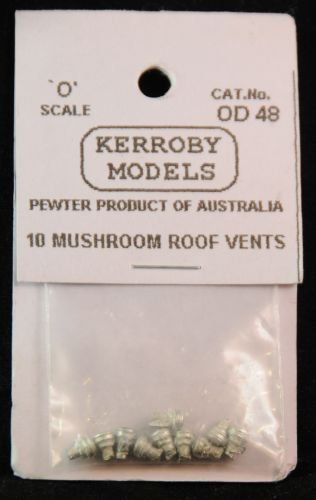 'O'
SCALE
CAT.No.
OD 48
KERROBY
MODELS
PEWTER PRODUCT OF AUSTRALIA
10 MUSHROOM ROOF VENTS